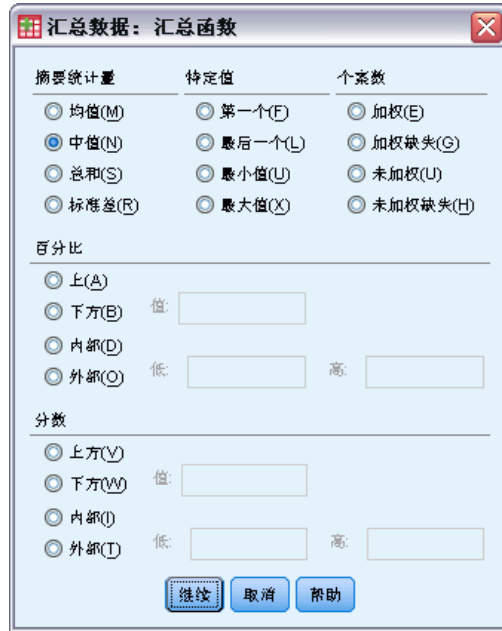 汇总数据：汇总函数
摘要统计量 特定值 个案数
均值(M) 第一个(F) 加权(E)
中值(N) 最后一个(L) 加权缺失(G)
总和(S) 最小值(U) 未加权(U)
标准差(R) 最大值(X) 未加权缺失(H)
百分比
上(A)
下方(B) 值:
内部(D)
外部(O) 低: 高:
分数
上方(V)
下方(W) 值:
内部(I)
外部(T) 低: 高:
继续 取消 帮助